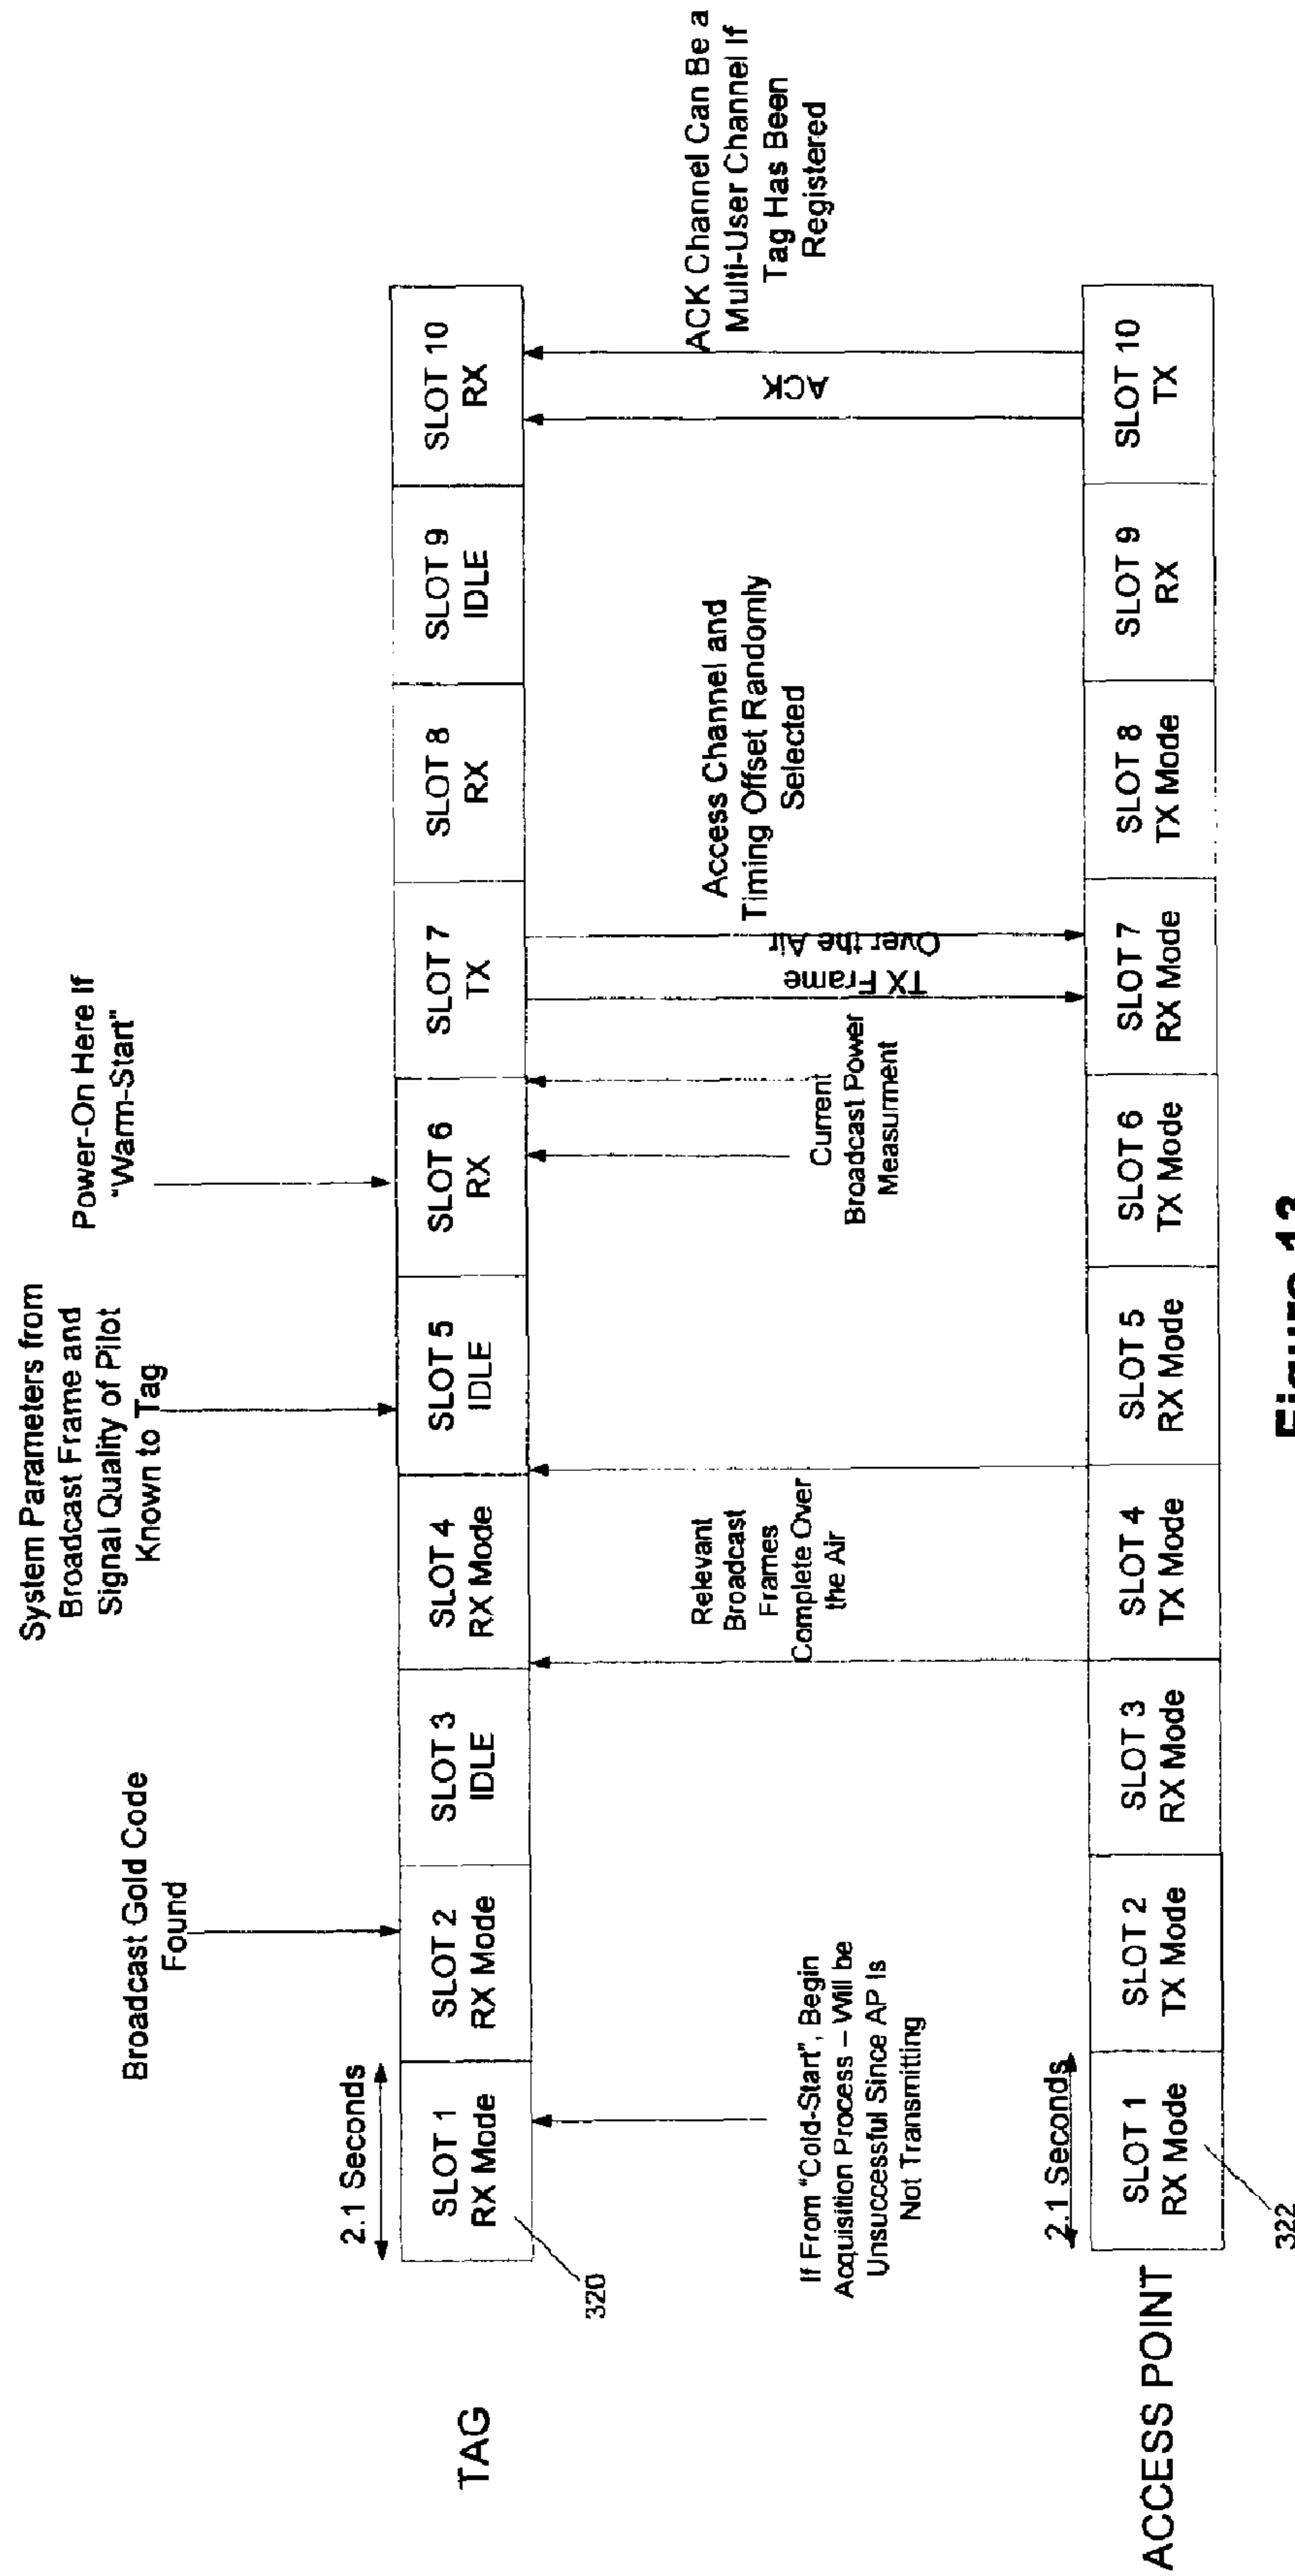 System Parameters from
Broadcast Frame and
Signal Quality of Pilot
Known to Tag
Power-On Here If
"Warm-Start"
Broadcast Gold Code
Found
2.1 Seconds
TAG
SLOT 1
RX Mode
SLOT 2
RX Mode
SLOT 3
IDLE
SLOT 4
RX Mode
SLOT 5
IDLE
SLOT 6
RX
SLOT 7
TX
SLOT 8
RX
SLOT 9
IDLE
SLOT 10
RX
320
If From "Cold-Start", Begin
Acquisition Process – Will be
Unsuccessful Since AP Is
Not Transmitting
Relevant
Broadcast
Frames
Complete Over
the Air
Current
Broadcast Power
Measurment
TX Frame
Over the Air
Access Channel and
Timing Offset Randomly
Selected
ACK
ACK Channel Can Be a
Multi-User Channel If
Tag Has Been
Registered
2.1 Seconds
ACCESS POINT
SLOT 1
RX Mode
SLOT 2
TX Mode
SLOT 3
RX Mode
SLOT 4
TX Mode
SLOT 5
RX Mode
SLOT 6
TX Mode
SLOT 7
RX Mode
SLOT 8
TX Mode
SLOT 9
RX
SLOT 10
TX
322